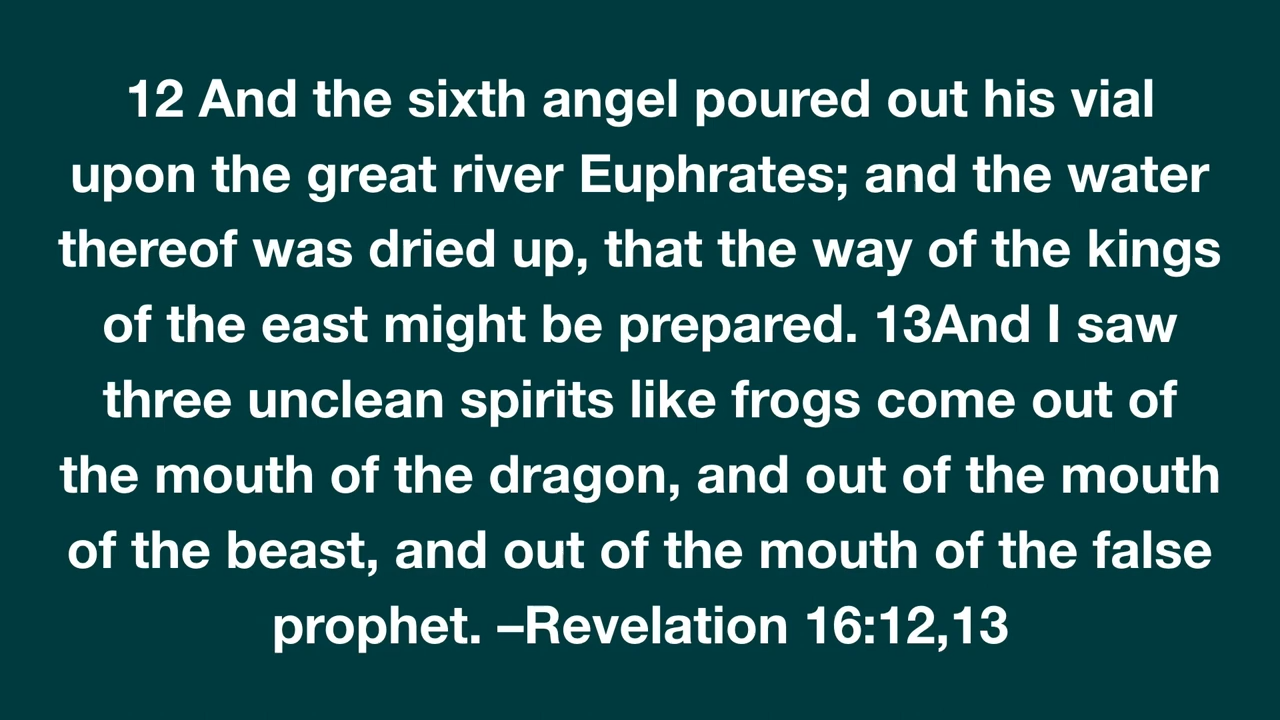 12 And the sixth angel poured out his vial
upon the great river Euphrates; and the water
thereof was dried up, that the way of the kings
of the east might be prepared. 13And I saw
three unclean spirits like frogs come out of
the mouth of the dragon, and out of the mouth
of the beast, and out of the mouth of the false
prophet. –Revelation 16:12,13